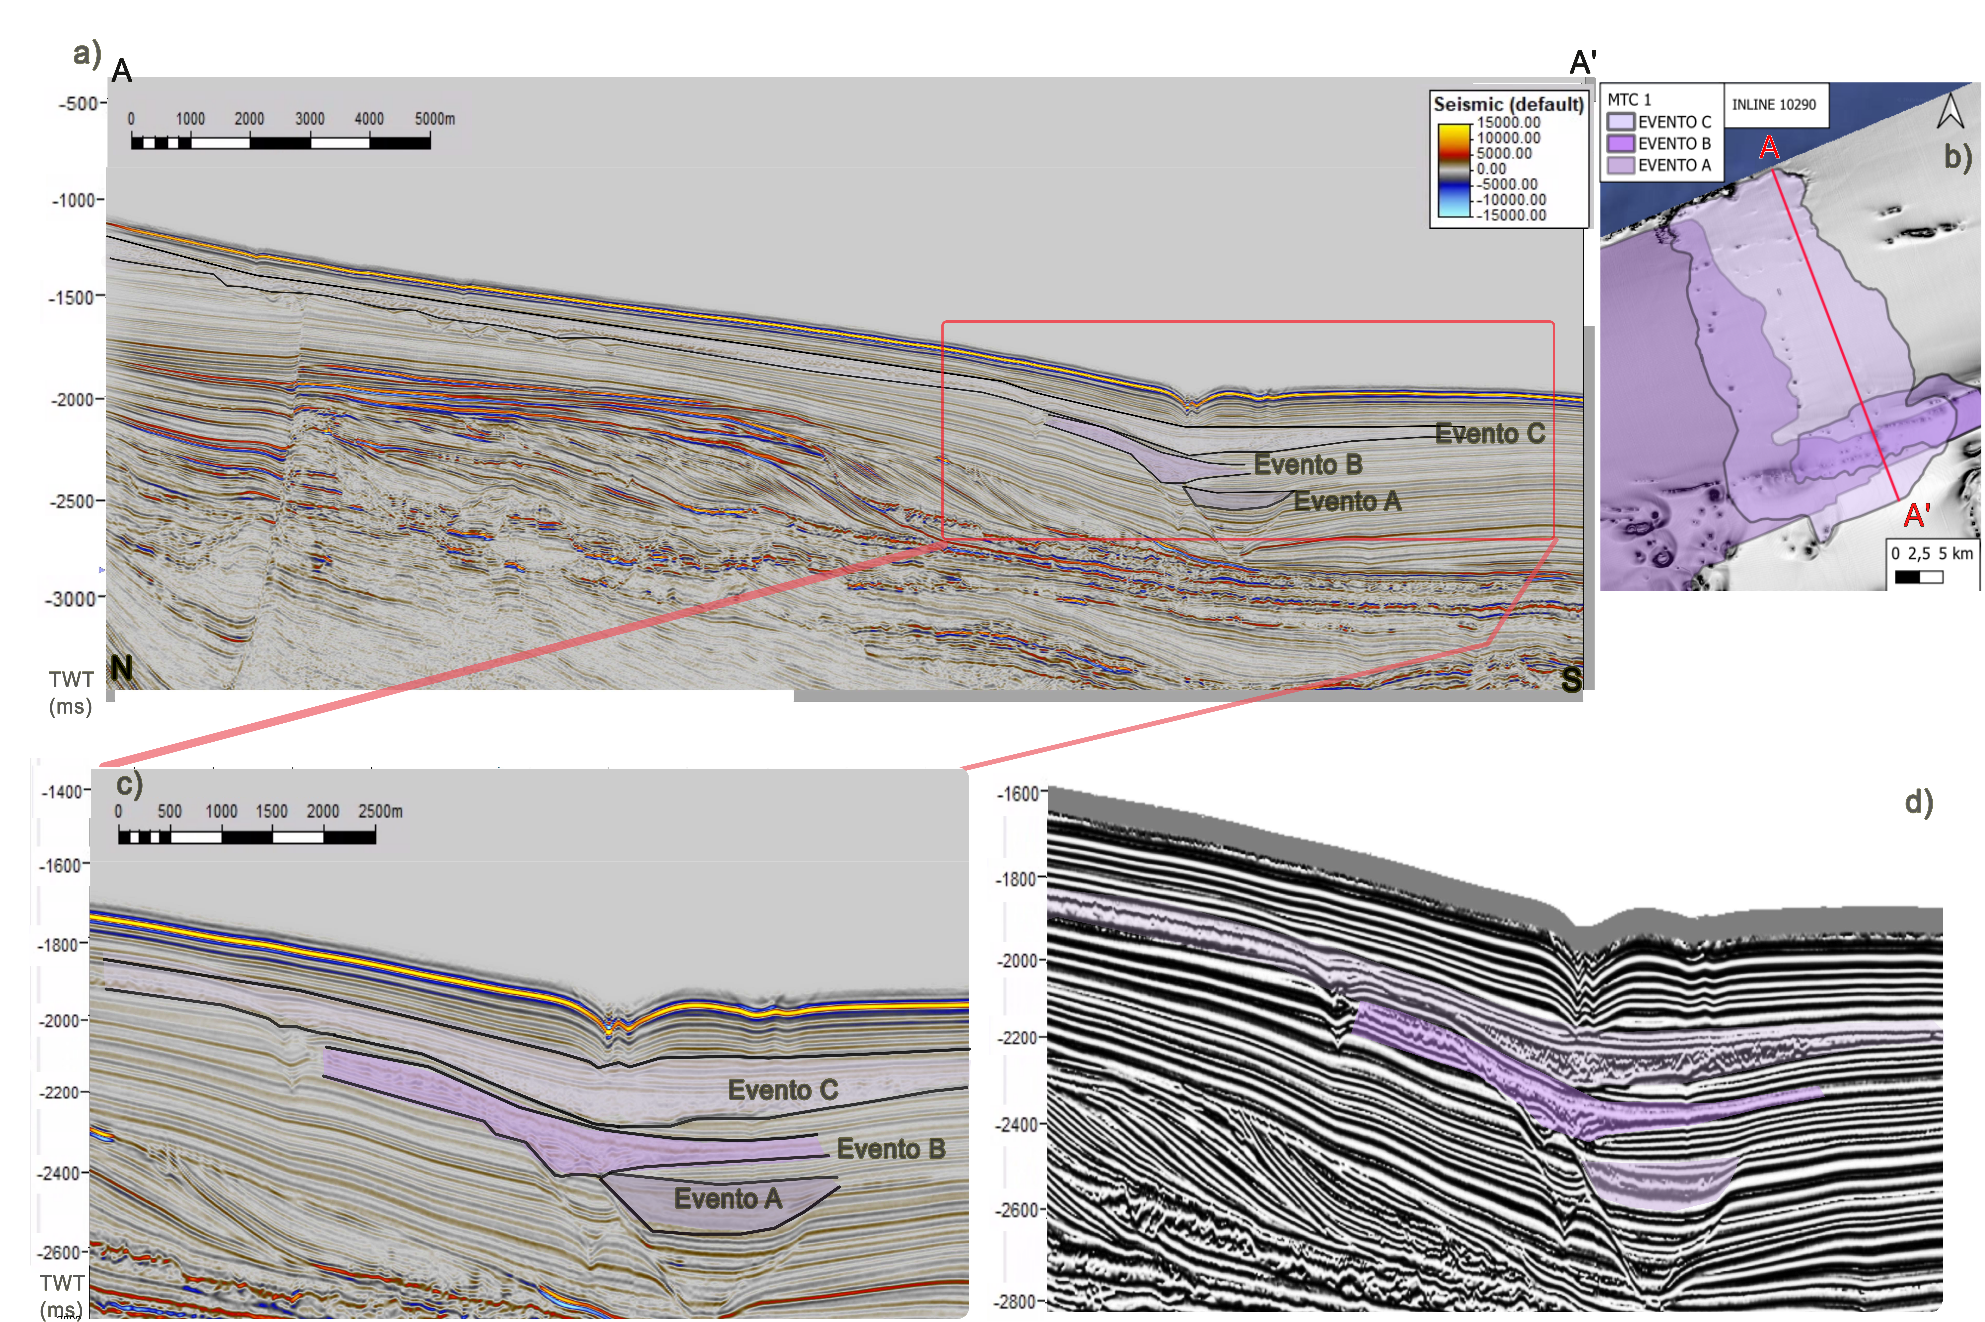 a)
A
A'
-500
0 1000 2000 3000 4000 5000m
Seismic (default)
15000.00
10000.00
5000.00
0.00
-5000.00
-10000.00
-15000.00
MTC 1
EVENTO C
EVENTO B
EVENTO A
INLINE 10290
A
b)
-1000
-1500
-2000
-2500
-3000
Evento C
Evento B
Evento A
A'
0 2,5 5 km
N
S
TWT
(ms)
c)
0 500 1000 1500 2000 2500m
-1400
-1600
-1800
-2000
-2200
-2400
-2600
Evento C
Evento B
Evento A
TWT
(ms)
d)
-1600
-1800
-2000
-2200
-2400
-2600
-2800